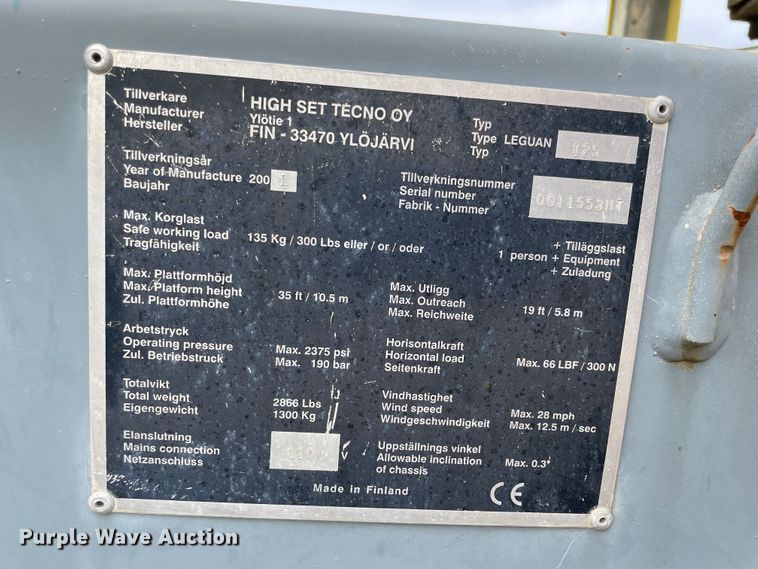 Tillverkare
Manufacturer
Hersteller
HIGH SET TECNO OY
Ylötie 1
FIN - 33470 YLÖJÄRVI
Typ
Type LEGUAN 125
Typ
Tillverkningsår
Year of Manufacture 2001
Baujahr
Tillverkningsnummer
Serial number 0011553HT
Fabrik - Nummer
Max. Korglast
Safe working load 135 Kg / 300 Lbs eller / or / oder
Tragfähigkeit
+ Tilläggslast
1 person + Equipment
+ Zuladung
Max. Plattformhöjd
Max. Platform height 35 ft / 10.5 m
Zul. Plattformhöhe
Max. Utligg
Max. Outreach 19 ft / 5.8 m
Max. Reichweite
Arbetstryck
Operating pressure Max. 2375 psi
Zul. Betriebstruck Max. 190 bar
Horisontalkraft
Horizontal load Max. 66 LBF / 300 N
Seitenkraft
Totalvikt
Total weight 2866 Lbs
Eigengewicht 1300 Kg
Vindhastighet
Wind speed Max. 28 mph
Windgeschwindigkeit Max. 12.5 m / sec
Elanslutning
Mains connection 110 V
Netzanschluss
Uppställnings vinkel
Allowable inclination Max. 0.3°
of chassis
Made in Finland
CE
Purple Wave Auction